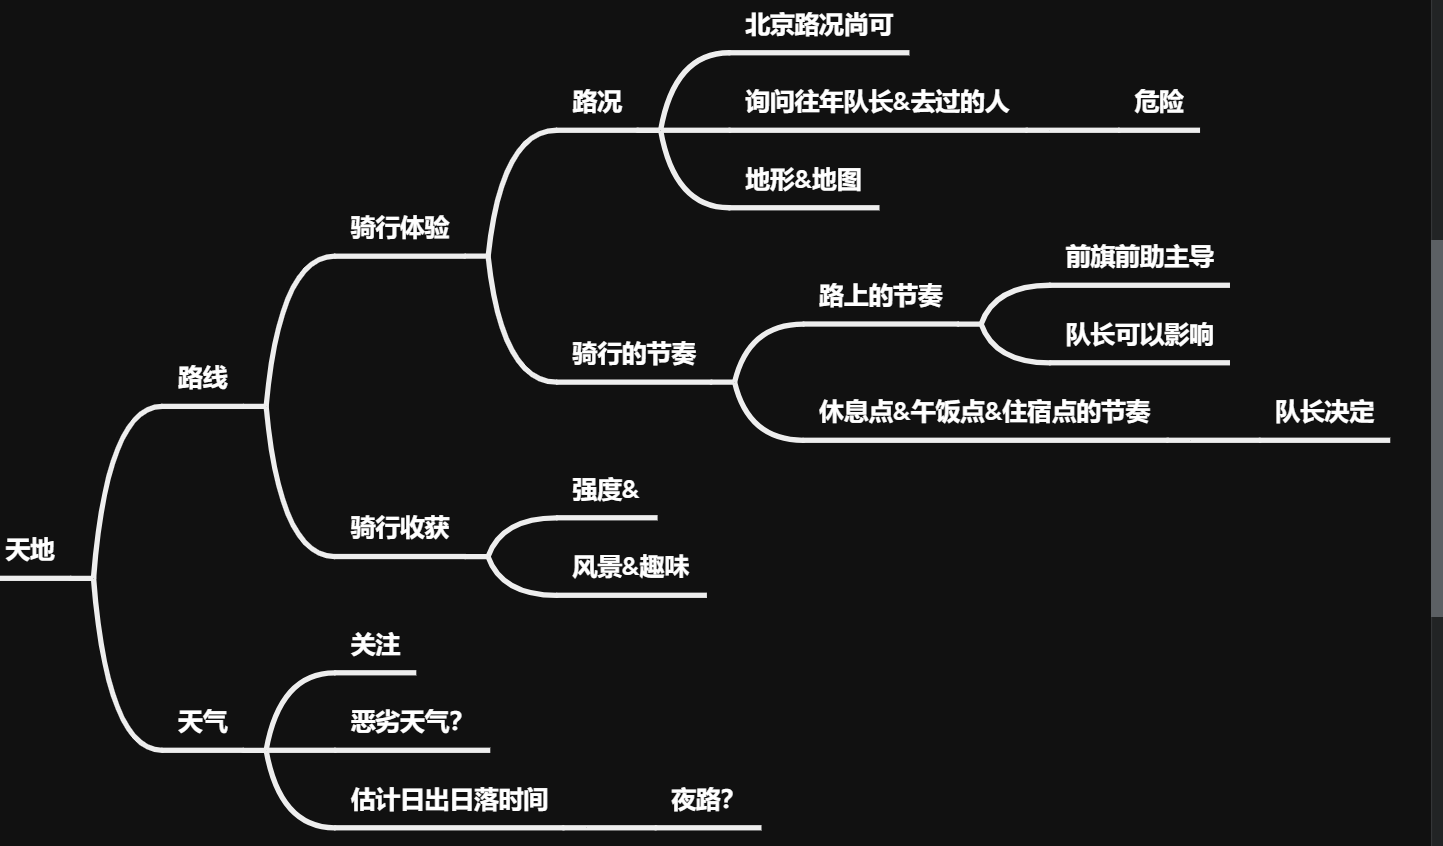 北京路况尚可
路况
询问往年队长&去过的人
危险
地形&地图
骑行体验
前旗前助主导
路上的节奏
队长可以影响
骑行的节奏
路线
休息点&午饭点&住宿点的节奏
队长决定
强度&
骑行收获
天地
风景&趣味
关注
天气
恶劣天气？
估计日出日落时间
夜路？